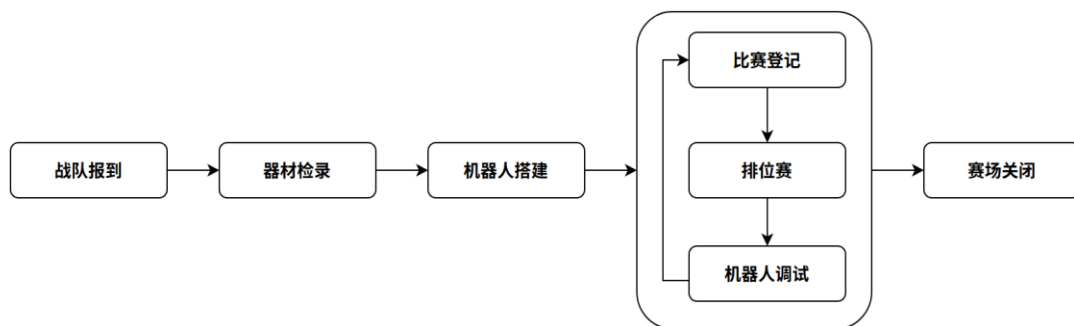 战队报到
器材检录
机器人搭建
比赛登记
排位赛
机器人调试
赛场关闭